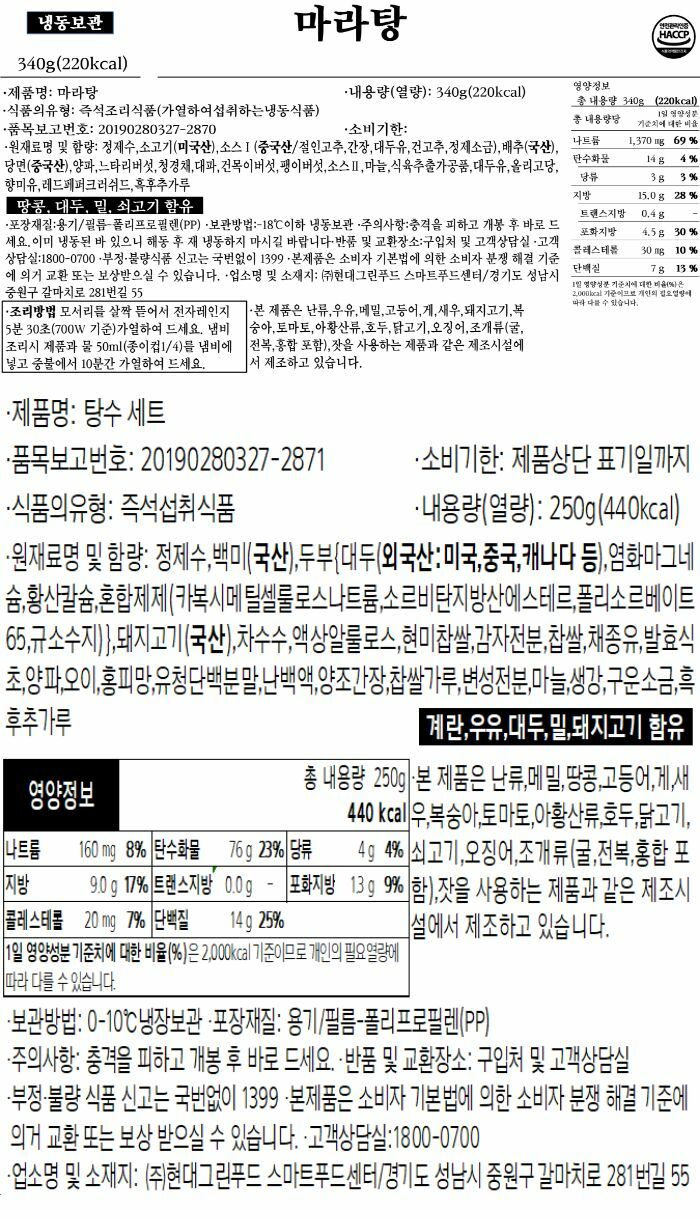 냉동보관
마라탕
안전관리인증
HACCP
식품의약품안전처
340g(220kcal)
·제품명: 마라탕 ·내용량(열량): 340g(220kcal)
·식품의유형: 즉석조리식품(가열하여섭취하는냉동식품)
·품목보고번호: 20190280327-2870 ·소비기한:
·원재료명 및 함량: 정제수,소고기(미국산),소스Ⅰ(중국산/절인고추,간장,대두유,건고추,정제소금),배추(국산),
당면(중국산),양파,느타리버섯,청경채,대파,건목이버섯,팽이버섯,소스Ⅱ,마늘,식육추출가공품,대두유,올리고당,
향미유,레드페퍼크러쉬드,흑후추가루
땅콩, 대두, 밀, 쇠고기 함유
·포장재질:용기/필름-폴리프로필렌(PP) ·보관방법:-18℃이하 냉동보관 ·주의사항:충격을 피하고 개봉 후 바로 드
세요.이미 냉동된 바 있으니 해동 후 재 냉동하지 마시길 바랍니다·반품 및 교환장소:구입처 및 고객상담실 ·고객
상담실:1800-0700 ·부정·불량식품 신고는 국번없이 1399 ·본제품은 소비자 기본법에 의한 소비자 분쟁 해결 기준
에 의거 교환 또는 보상받으실 수 있습니다. ·업소명 및 소재지: ㈜현대그린푸드 스마트푸드센터/경기도 성남시
중원구 갈마치로 281번길 55
·조리방법 모서리를 살짝 뜯어서 전자레인지
5분 30초(700W 기준)가열하여 드세요. 냄비
조리시 제품과 물 50ml(종이컵1/4)를 냄비에
넣고 중불에서 10분간 가열하여 드세요.
·본 제품은 난류,우유,메밀,고등어,게,새우,돼지고기,복
숭아,토마토,아황산류,호두,닭고기,오징어,조개류(굴,
전복,홍합 포함),잣을 사용하는 제품과 같은 제조시설에
서 제조하고 있습니다.
영양정보
총 내용량 340g (220kcal)
총 내용량당 1일 영양성분
기준치에 대한 비율
나트륨 1,370 mg 69 %
탄수화물 14 g 4 %
당류 3 g 3 %
지방 15.0 g 28 %
트랜스지방 0.4 g -
포화지방 4.5 g 30 %
콜레스테롤 30 mg 10 %
단백질 7 g 13 %
1일 영양성분 기준치에 대한 비율(%)은
2,000kcal 기준이므로 개인의 필요열량에
따라 다를 수 있습니다.
·제품명: 탕수 세트
·품목보고번호: 20190280327-2871 ·소비기한: 제품상단 표기일까지
·식품의유형: 즉석섭취식품 ·내용량(열량): 250g(440kcal)
·원재료명 및 함량: 정제수,백미(국산),두부{대두(외국산:미국,중국,캐나다 등),염화마그네
슘,황산칼슘,혼합제제(카복시메틸셀룰로스나트륨,소르비탄지방산에스테르,폴리소르베이트
65,규소수지)},돼지고기(국산),차수수,액상알룰로스,현미찹쌀,감자전분,찹쌀,채종유,발효식
초,양파,오이,홍피망,유청단백분말,난백액,양조간장,찹쌀가루,변성전분,마늘,생강,구운소금,흑
후추가루
계란,우유,대두,밀,돼지고기 함유
영양정보
총 내용량 250g
440 kcal
나트륨 160 mg 8% 탄수화물 76 g 23% 당류 4 g 4%
지방 9.0 g 17% 트랜스지방 0.0 g - 포화지방 1.3 g 9%
콜레스테롤 20 mg 7% 단백질 14 g 25%
1일 영양성분 기준치에 대한 비율(%)은 2,000kcal 기준이므로 개인의 필요열량에
따라 다를 수 있습니다.
·본 제품은 난류,메밀,땅콩,고등어,게,새
우,복숭아,토마토,아황산류,호두,닭고기,
쇠고기,오징어,조개류(굴,전복,홍합 포
함),잣을 사용하는 제품과 같은 제조시
설에서 제조하고 있습니다.
·보관방법: 0-10℃냉장보관 ·포장재질: 용기/필름-폴리프로필렌(PP)
·주의사항: 충격을 피하고 개봉 후 바로 드세요. ·반품 및 교환장소: 구입처 및 고객상담실
·부정·불량 식품 신고는 국번없이 1399 ·본제품은 소비자 기본법에 의한 소비자 분쟁 해결 기준에
의거 교환 또는 보상 받으실 수 있습니다. ·고객상담실:1800-0700
·업소명 및 소재지: (주)현대그린푸드 스마트푸드센터/경기도 성남시 중원구 갈마치로 281번길 55